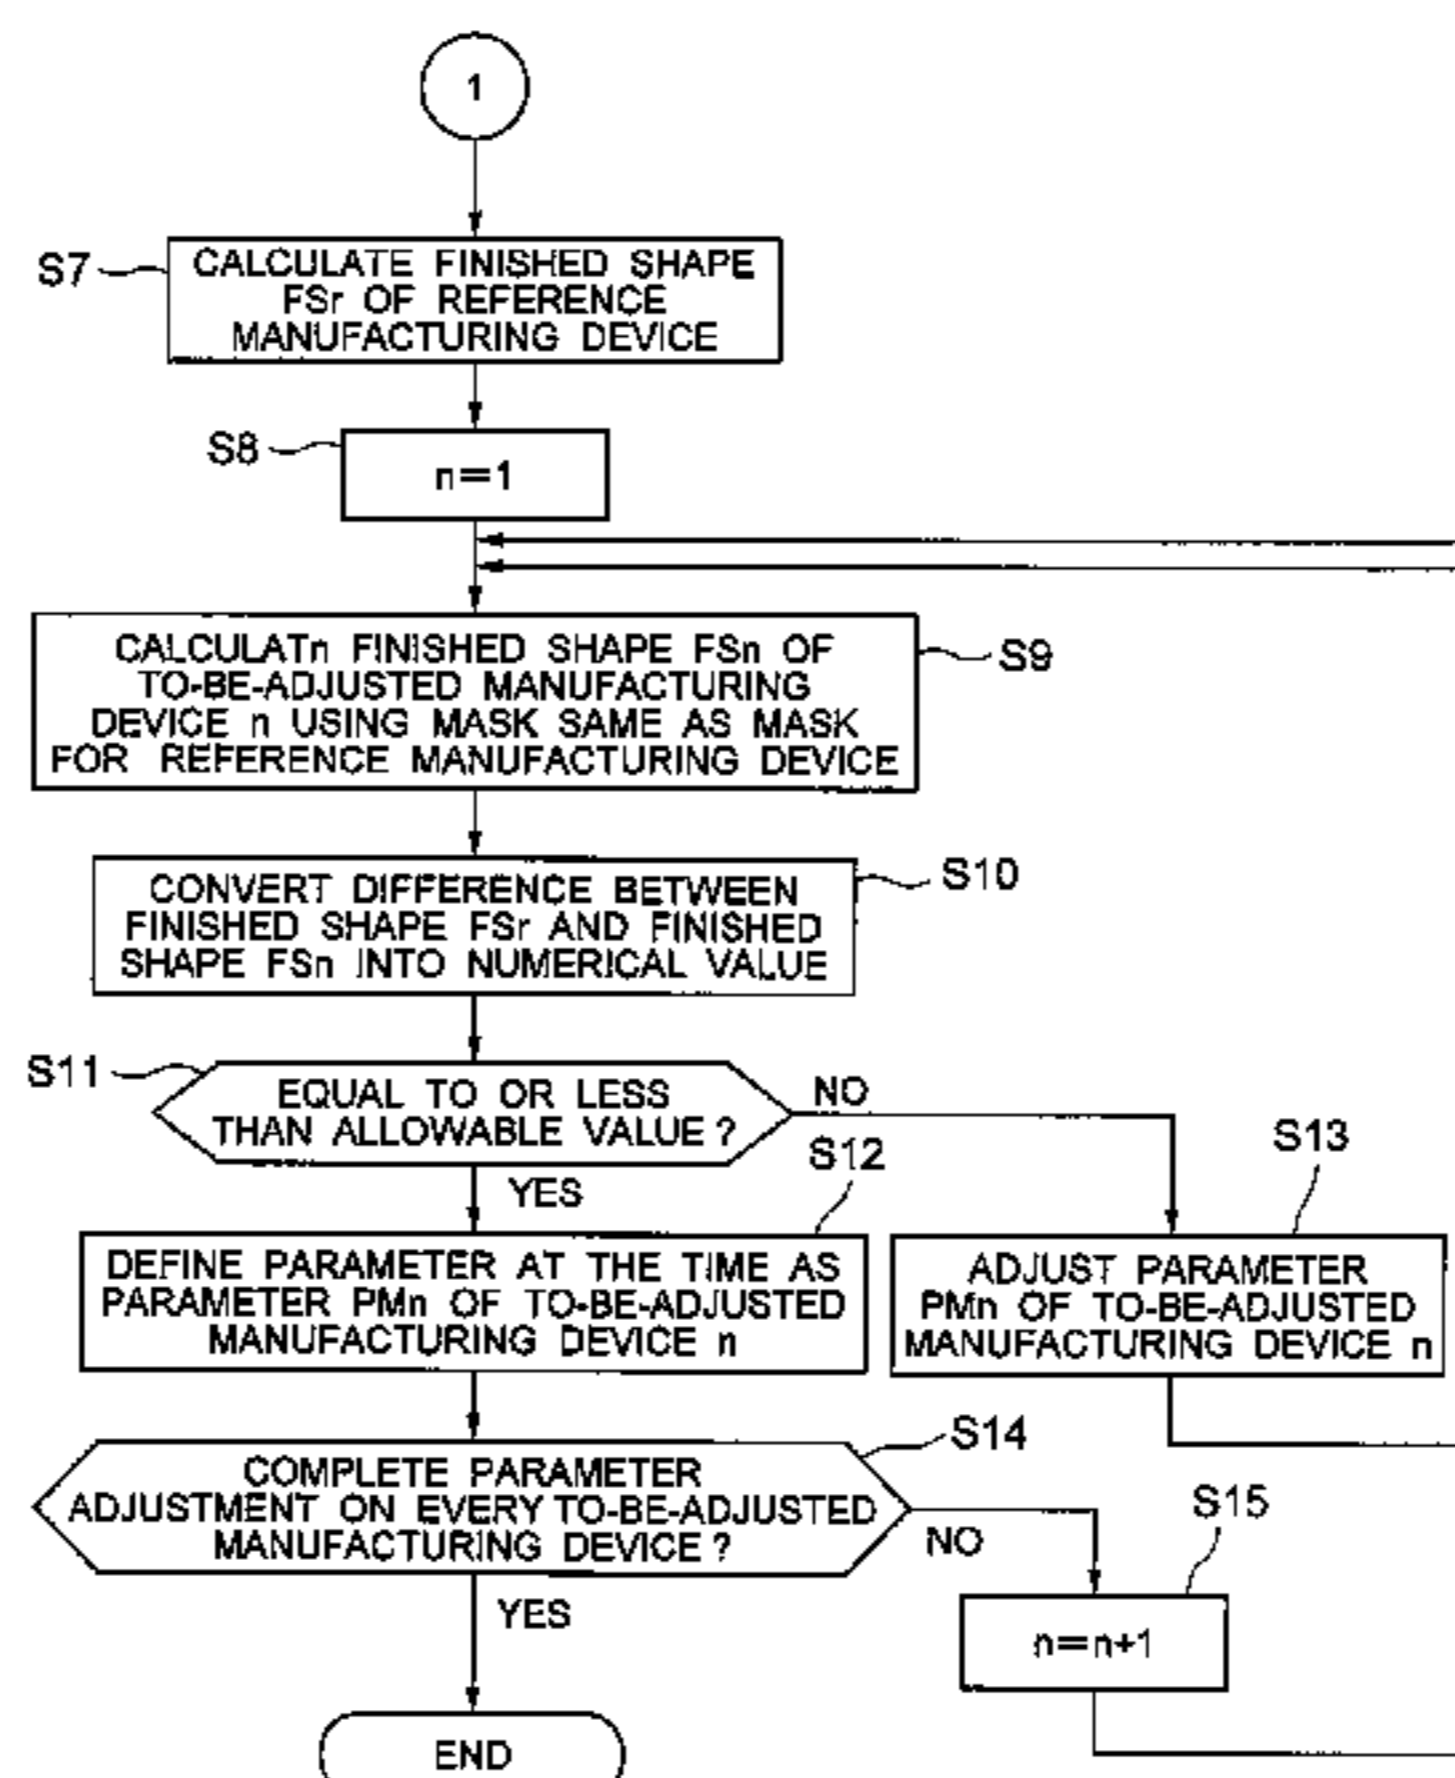 1
S7
CALCULATE FINISHED SHAPE
FSr OF REFERENCE
MANUFACTURING DEVICE
S8
n=1
CALCULATn FINISHED SHAPE FSn OF
TO-BE-ADJUSTED MANUFACTURING
DEVICE n USING MASK SAME AS MASK
FOR REFERENCE MANUFACTURING DEVICE
S9
CONVERT DIFFERENCE BETWEEN
FINISHED SHAPE FSr AND FINISHED
SHAPE FSn INTO NUMERICAL VALUE
S10
S11
EQUAL TO OR LESS
THAN ALLOWABLE VALUE?
NO
YES
S12
DEFINE PARAMETER AT THE TIME AS
PARAMETER PMn OF TO-BE-ADJUSTED
MANUFACTURING DEVICE n
S13
ADJUST PARAMETER
PMn OF TO-BE-ADJUSTED
MANUFACTURING DEVICE n
S14
COMPLETE PARAMETER
ADJUSTMENT ON EVERY TO-BE-ADJUSTED
MANUFACTURING DEVICE?
NO
S15
n=n+1
YES
END